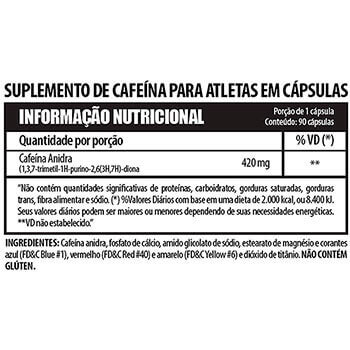 SUPLEMENTO DE CAFEÍNA PARA ATLETAS EM CÁPSULAS
INFORMAÇÃO NUTRICIONAL
Porção de 1 cápsula
Conteúdo: 90 cápsulas
Quantidade por porção % VD (*)
Cafeína Anidra 420 mg **
(1,3,7-trimetil-1H-purino-2,6(3H,7H)-diona
"Não contém quantidades significativas de proteínas, carboidratos, gorduras saturadas, gorduras
trans, fibra alimentar e sódio. (*) %Valores Diários com base em uma dieta de 2.000 kcal, ou 8.400 kJ.
Seus valores diários podem ser maiores ou menores dependendo de suas necessidades energéticas.
**VD não estabelecido."
INGREDIENTES: Cafeína anidra, fosfato de cálcio, amido glicolato de sódio, estearato de magnésio e corantes
azul (FD&C Blue #1), vermelho (FD&C Red #40) e amarelo (FD&C Yellow #6) e dióxido de titânio. NÃO CONTÉM
GLÚTEN.